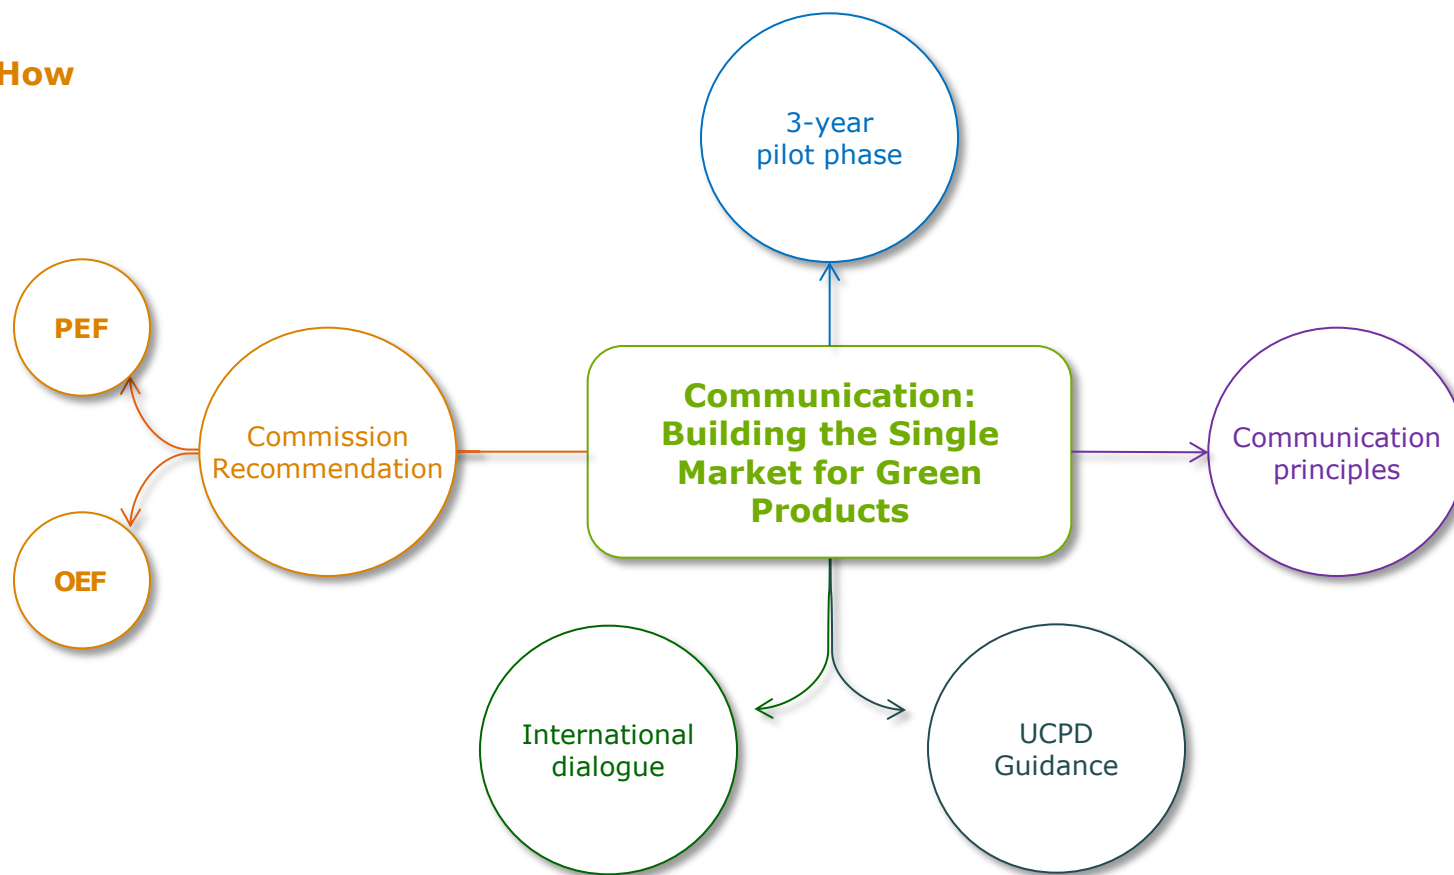 How
3-year
pilot phase
PEF
Commission
Recommendation
OEF
Communication:
Building the Single
Market for Green
Products
Communication
principles
International
dialogue
UCPD
Guidance